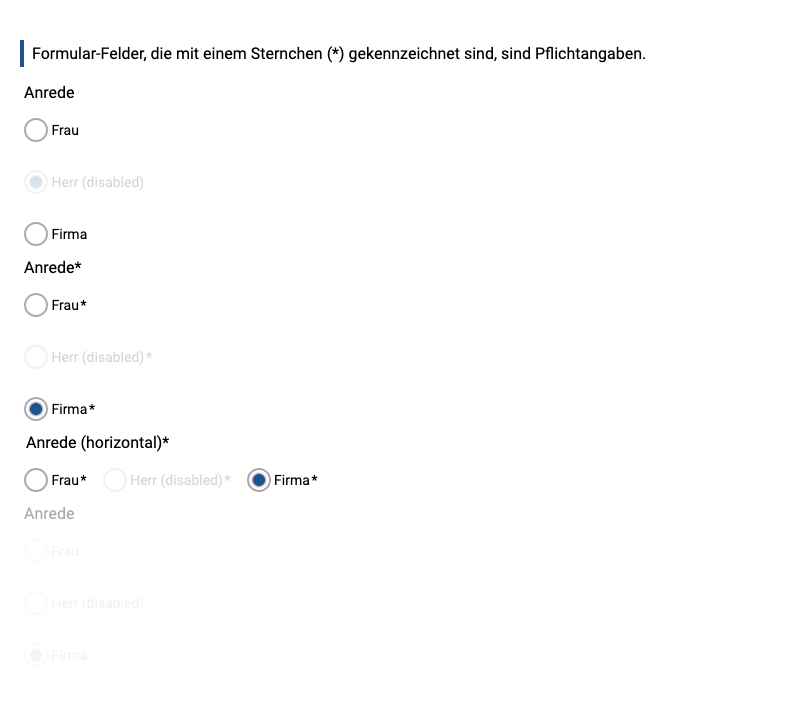 Formular-Felder, die mit einem Sternchen (*) gekennzeichnet sind, sind Pflichtangaben.
Anrede
Frau
Herr (disabled)
Firma
Anrede*
Frau*
Herr (disabled)*
Firma*
Anrede (horizontal)*
Frau* Herr (disabled)* Firma*
Anrede
Frau
Herr (disabled)
Firma